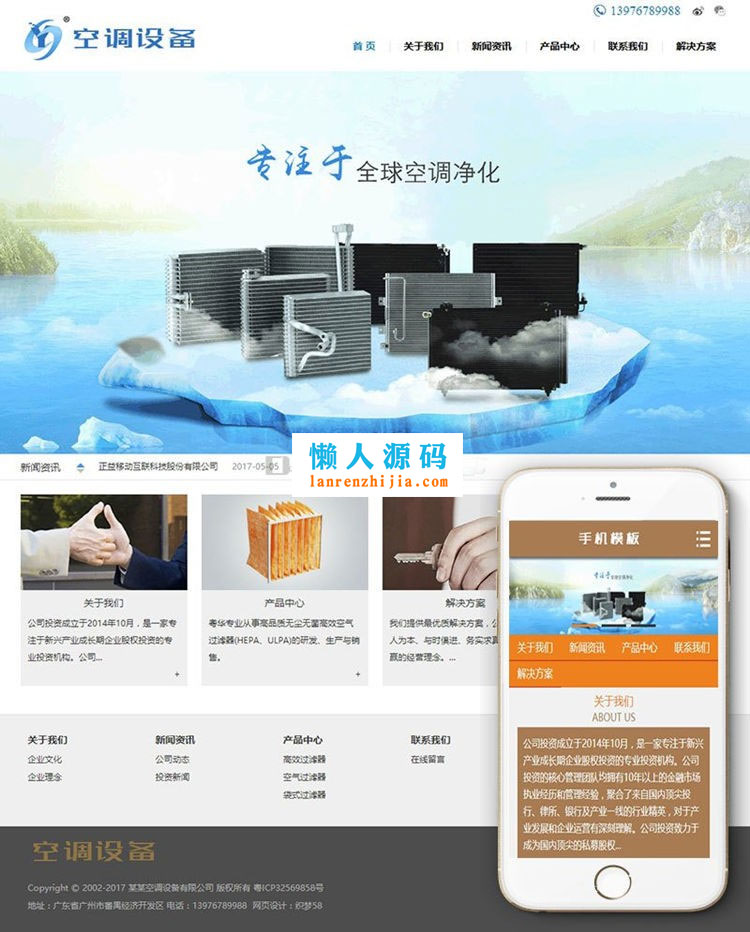 13976789988
空调设备
®
首 页 关于我们 新闻资讯 产品中心 联系我们 解决方案
专注于 全球空调净化
新闻资讯 正益移动互联科技股份有限公司 2017-05-05
懒人源码
lanrenzhijia.com
关于我们
公司投资成立于2014年10月，是一家专
注于新兴产业成长期企业股权投资的专
业投资机构。公司...
+
产品中心
粤华专业从事高品质无尘无菌高效空气
过滤器(HEPA、ULPA)的研发、生产与销
售。
+
解决方案
我们提供最优质解决方案，公
人为本、与时俱进、务实求真
赢的经营理念。...
手机模板
专注于 全球空调净化
关于我们 新闻资讯 产品中心 联系我们
解决方案
关于我们
ABOUT US
公司投资成立于2014年10月，是一家专注于新兴
产业成长期企业股权投资的专业投资机构。公司
投资的核心管理团队均拥有10年以上的金融市场
执业经历和管理经验，聚合了来自国内顶尖投
行、律所、银行及产业一线的行业精英，对于产
业发展和企业运营有深刻理解。公司投资致力于
成为国内顶尖的私募股权...
关于我们 新闻资讯 产品中心 联系我们
企业文化 公司动态 高效过滤器 在线留言
企业理念 投资新闻 空气过滤器
袋式过滤器
空调设备
Copyright © 2002-2017 某某空调设备有限公司 版权所有 粤ICP32569858号
地址：广东省广州市番禺经济开发区 电话：13976789988 网页设计：织梦58